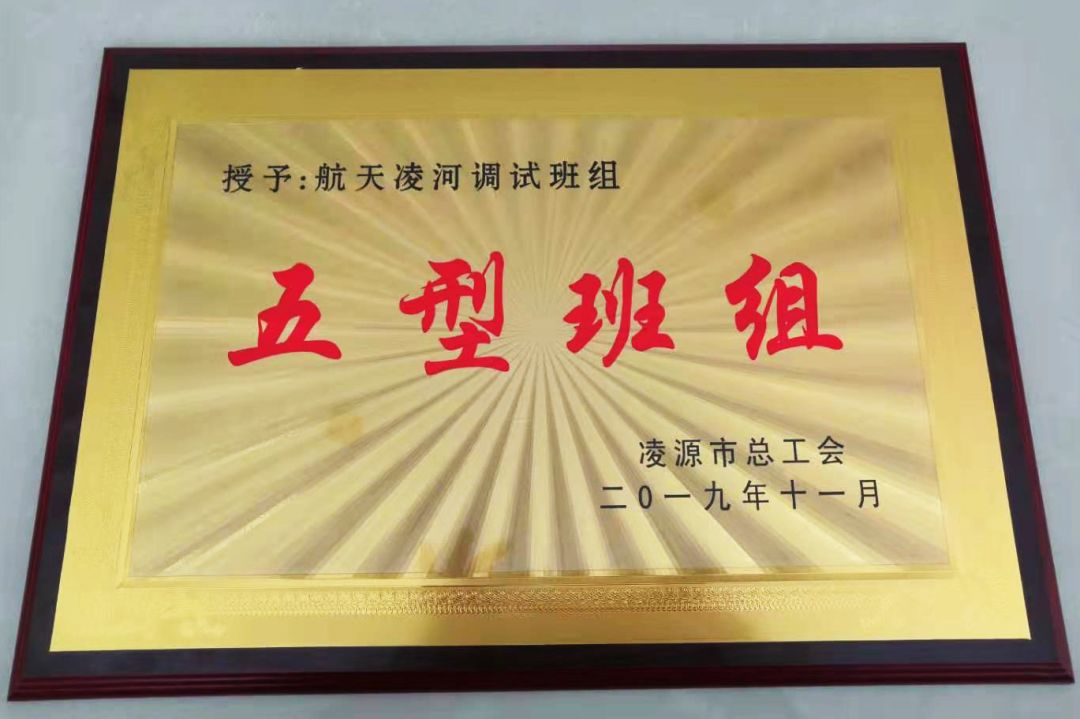 授予:航天凌河调试班组
五型班组
凌源市总工会
二0一九年十一月